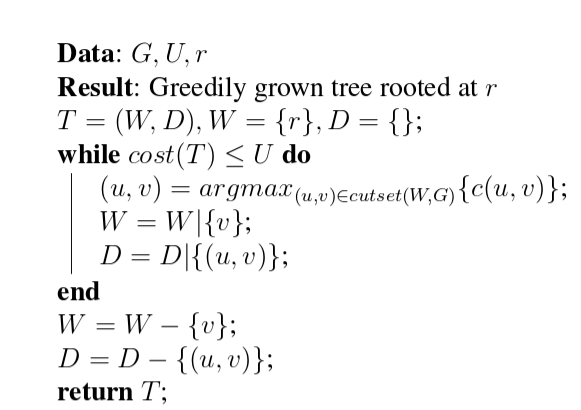 Data: G, U, r
Result: Greedily grown tree rooted at r
T = (W, D), W = {r}, D = {};
while cost(T) ≤ U do
(u, v) = argmax_{(u,v)∈cutset(W,G)}{c(u, v)};
W = W|{v};
D = D|{(u, v)};
end
W = W − {v};
D = D − {(u, v)};
return T;